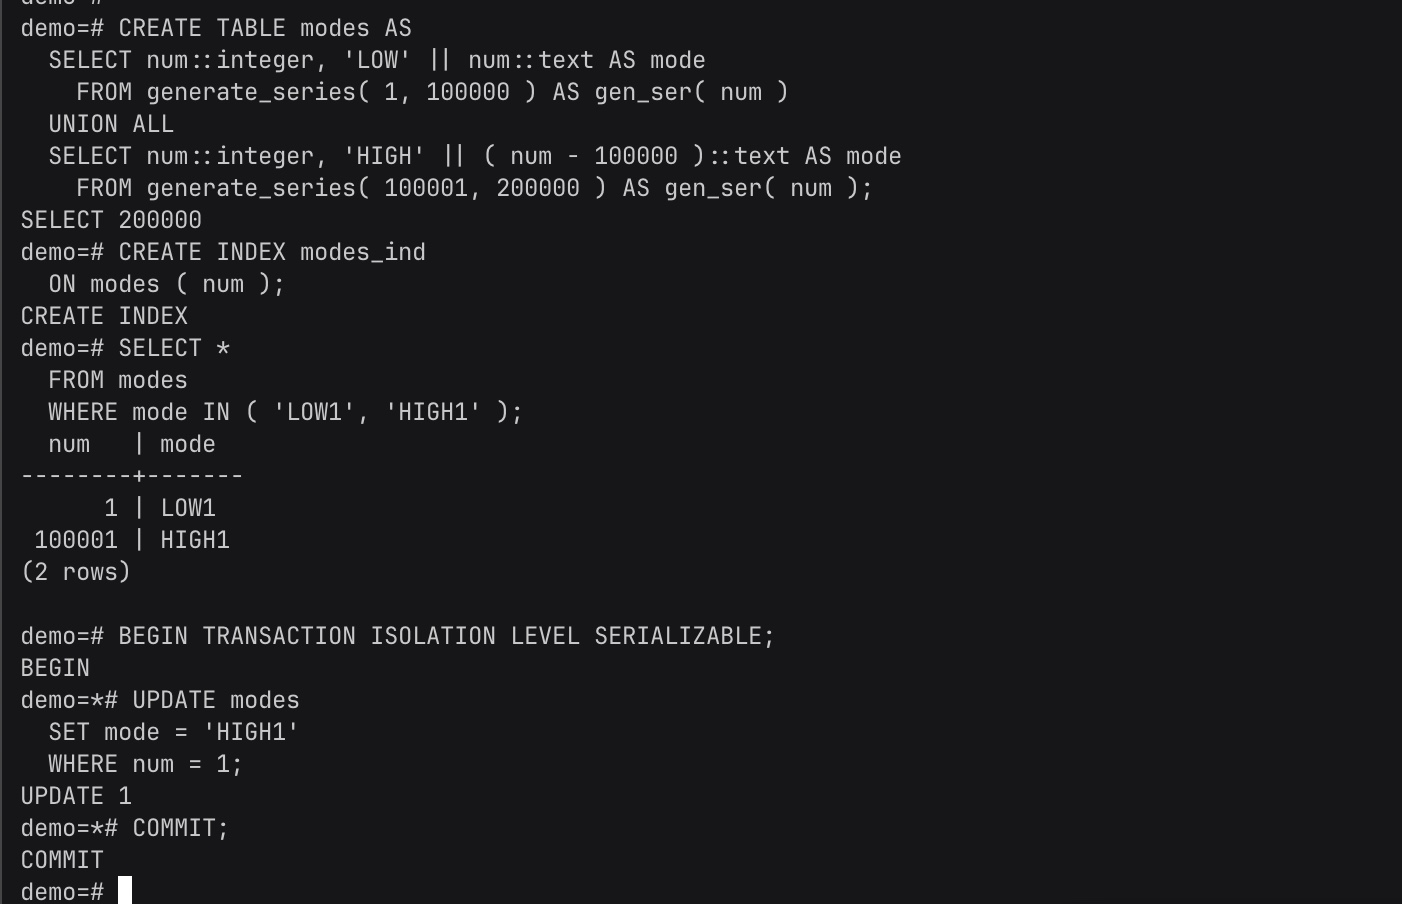 demo=#
demo=# CREATE TABLE modes AS
  SELECT num::integer, 'LOW' || num::text AS mode
    FROM generate_series( 1, 100000 ) AS gen_ser( num )
  UNION ALL
  SELECT num::integer, 'HIGH' || ( num - 100000 )::text AS mode
    FROM generate_series( 100001, 200000 ) AS gen_ser( num );
SELECT 200000
demo=# CREATE INDEX modes_ind
  ON modes ( num );
CREATE INDEX
demo=# SELECT *
  FROM modes
  WHERE mode IN ( 'LOW1', 'HIGH1' );
  num   | mode
--------+-------
      1 | LOW1
 100001 | HIGH1
(2 rows)

demo=# BEGIN TRANSACTION ISOLATION LEVEL SERIALIZABLE;
BEGIN
demo=*# UPDATE modes
  SET mode = 'HIGH1'
  WHERE num = 1;
UPDATE 1
demo=*# COMMIT;
COMMIT
demo=#